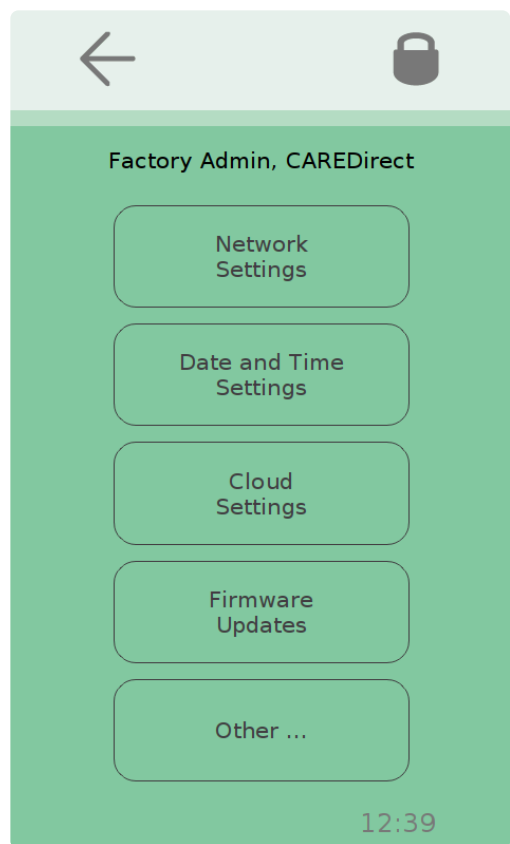 Factory Admin, CAREDirect
Network
Settings
Date and Time
Settings
Cloud
Settings
Firmware
Updates
Other ...
12:39